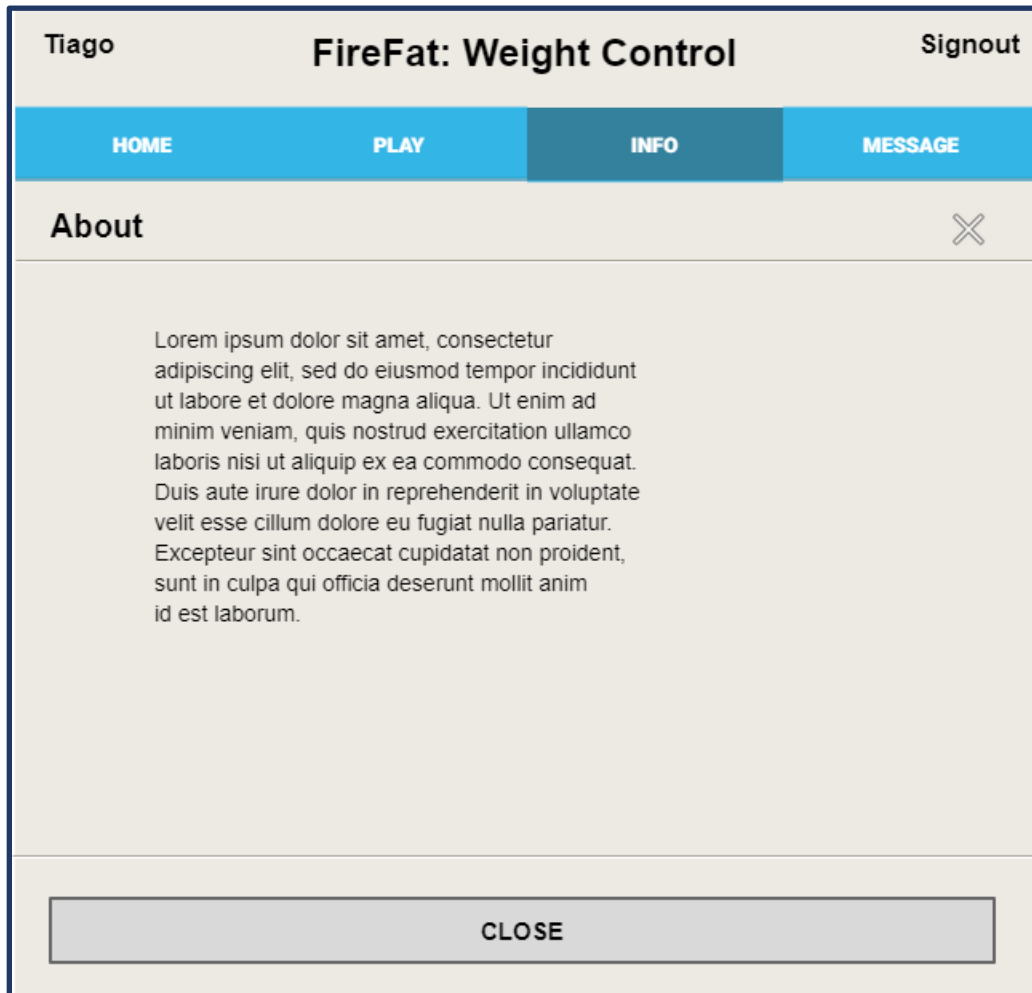 Tiago
FireFat: Weight Control
Signout
HOME
PLAY
INFO
MESSAGE
About
Lorem ipsum dolor sit amet, consectetur
adipiscing elit, sed do eiusmod tempor incididunt
ut labore et dolore magna aliqua. Ut enim ad
minim veniam, quis nostrud exercitation ullamco
laboris nisi ut aliquip ex ea commodo consequat.
Duis aute irure dolor in reprehenderit in voluptate
velit esse cillum dolore eu fugiat nulla pariatur.
Excepteur sint occaecat cupidatat non proident,
sunt in culpa qui officia deserunt mollit anim
id est laborum.
CLOSE